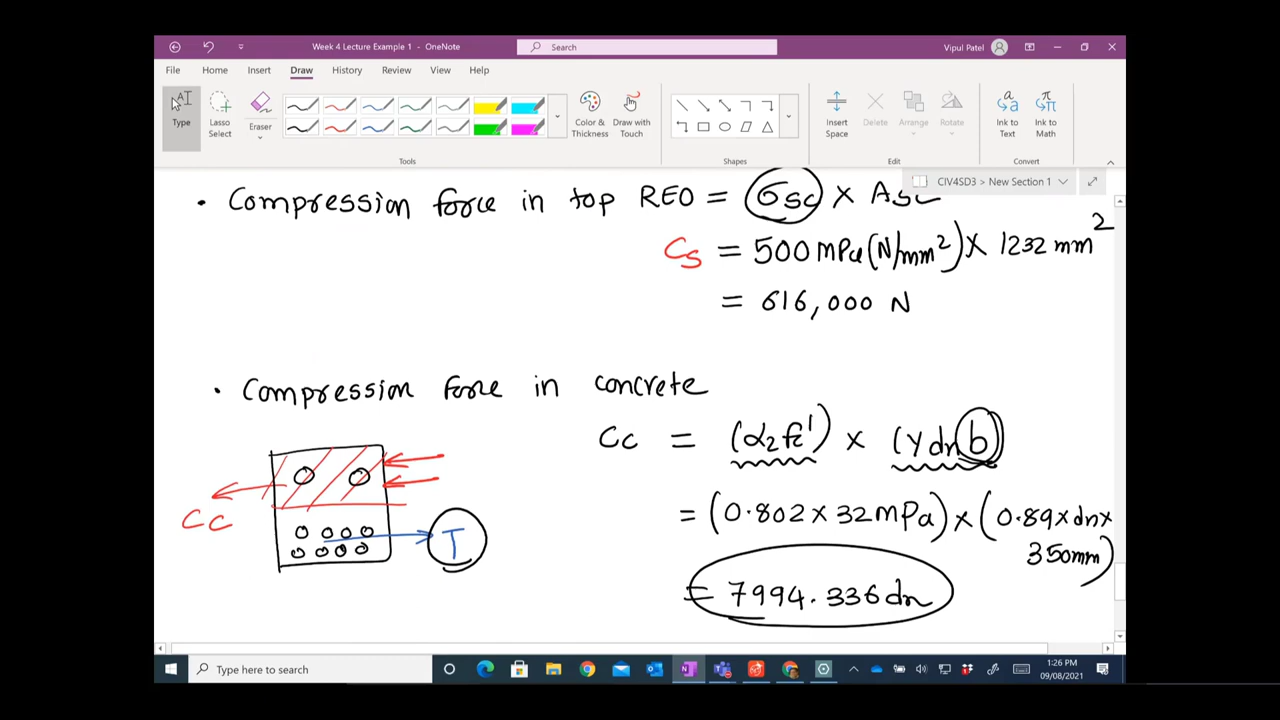 Week 4 Lecture Example 1 - OneNote
Search
Vipul Patel
File Home Insert Draw History Review View Help
Type
Lasso Select
Eraser
Color & Thickness
Draw with Touch
Insert Space
Delete
Arrange
Rotate
Ink to Text
Ink to Math
Tools
Shapes
Edit
Convert
CIV4SD3 > New Section 1
• Compression force in top REO = σsc × Asc
Cs = 500 MPa (N/mm²) × 1232 mm²
= 616,000 N
• Compression force in concrete
Cc = (α2fc') × (γ dn b)
= (0.802 × 32 MPa) × (0.89 × dn ×
350mm)
= 7994.336 dn
Cc
T
Type here to search
1:26 PM
09/08/2021